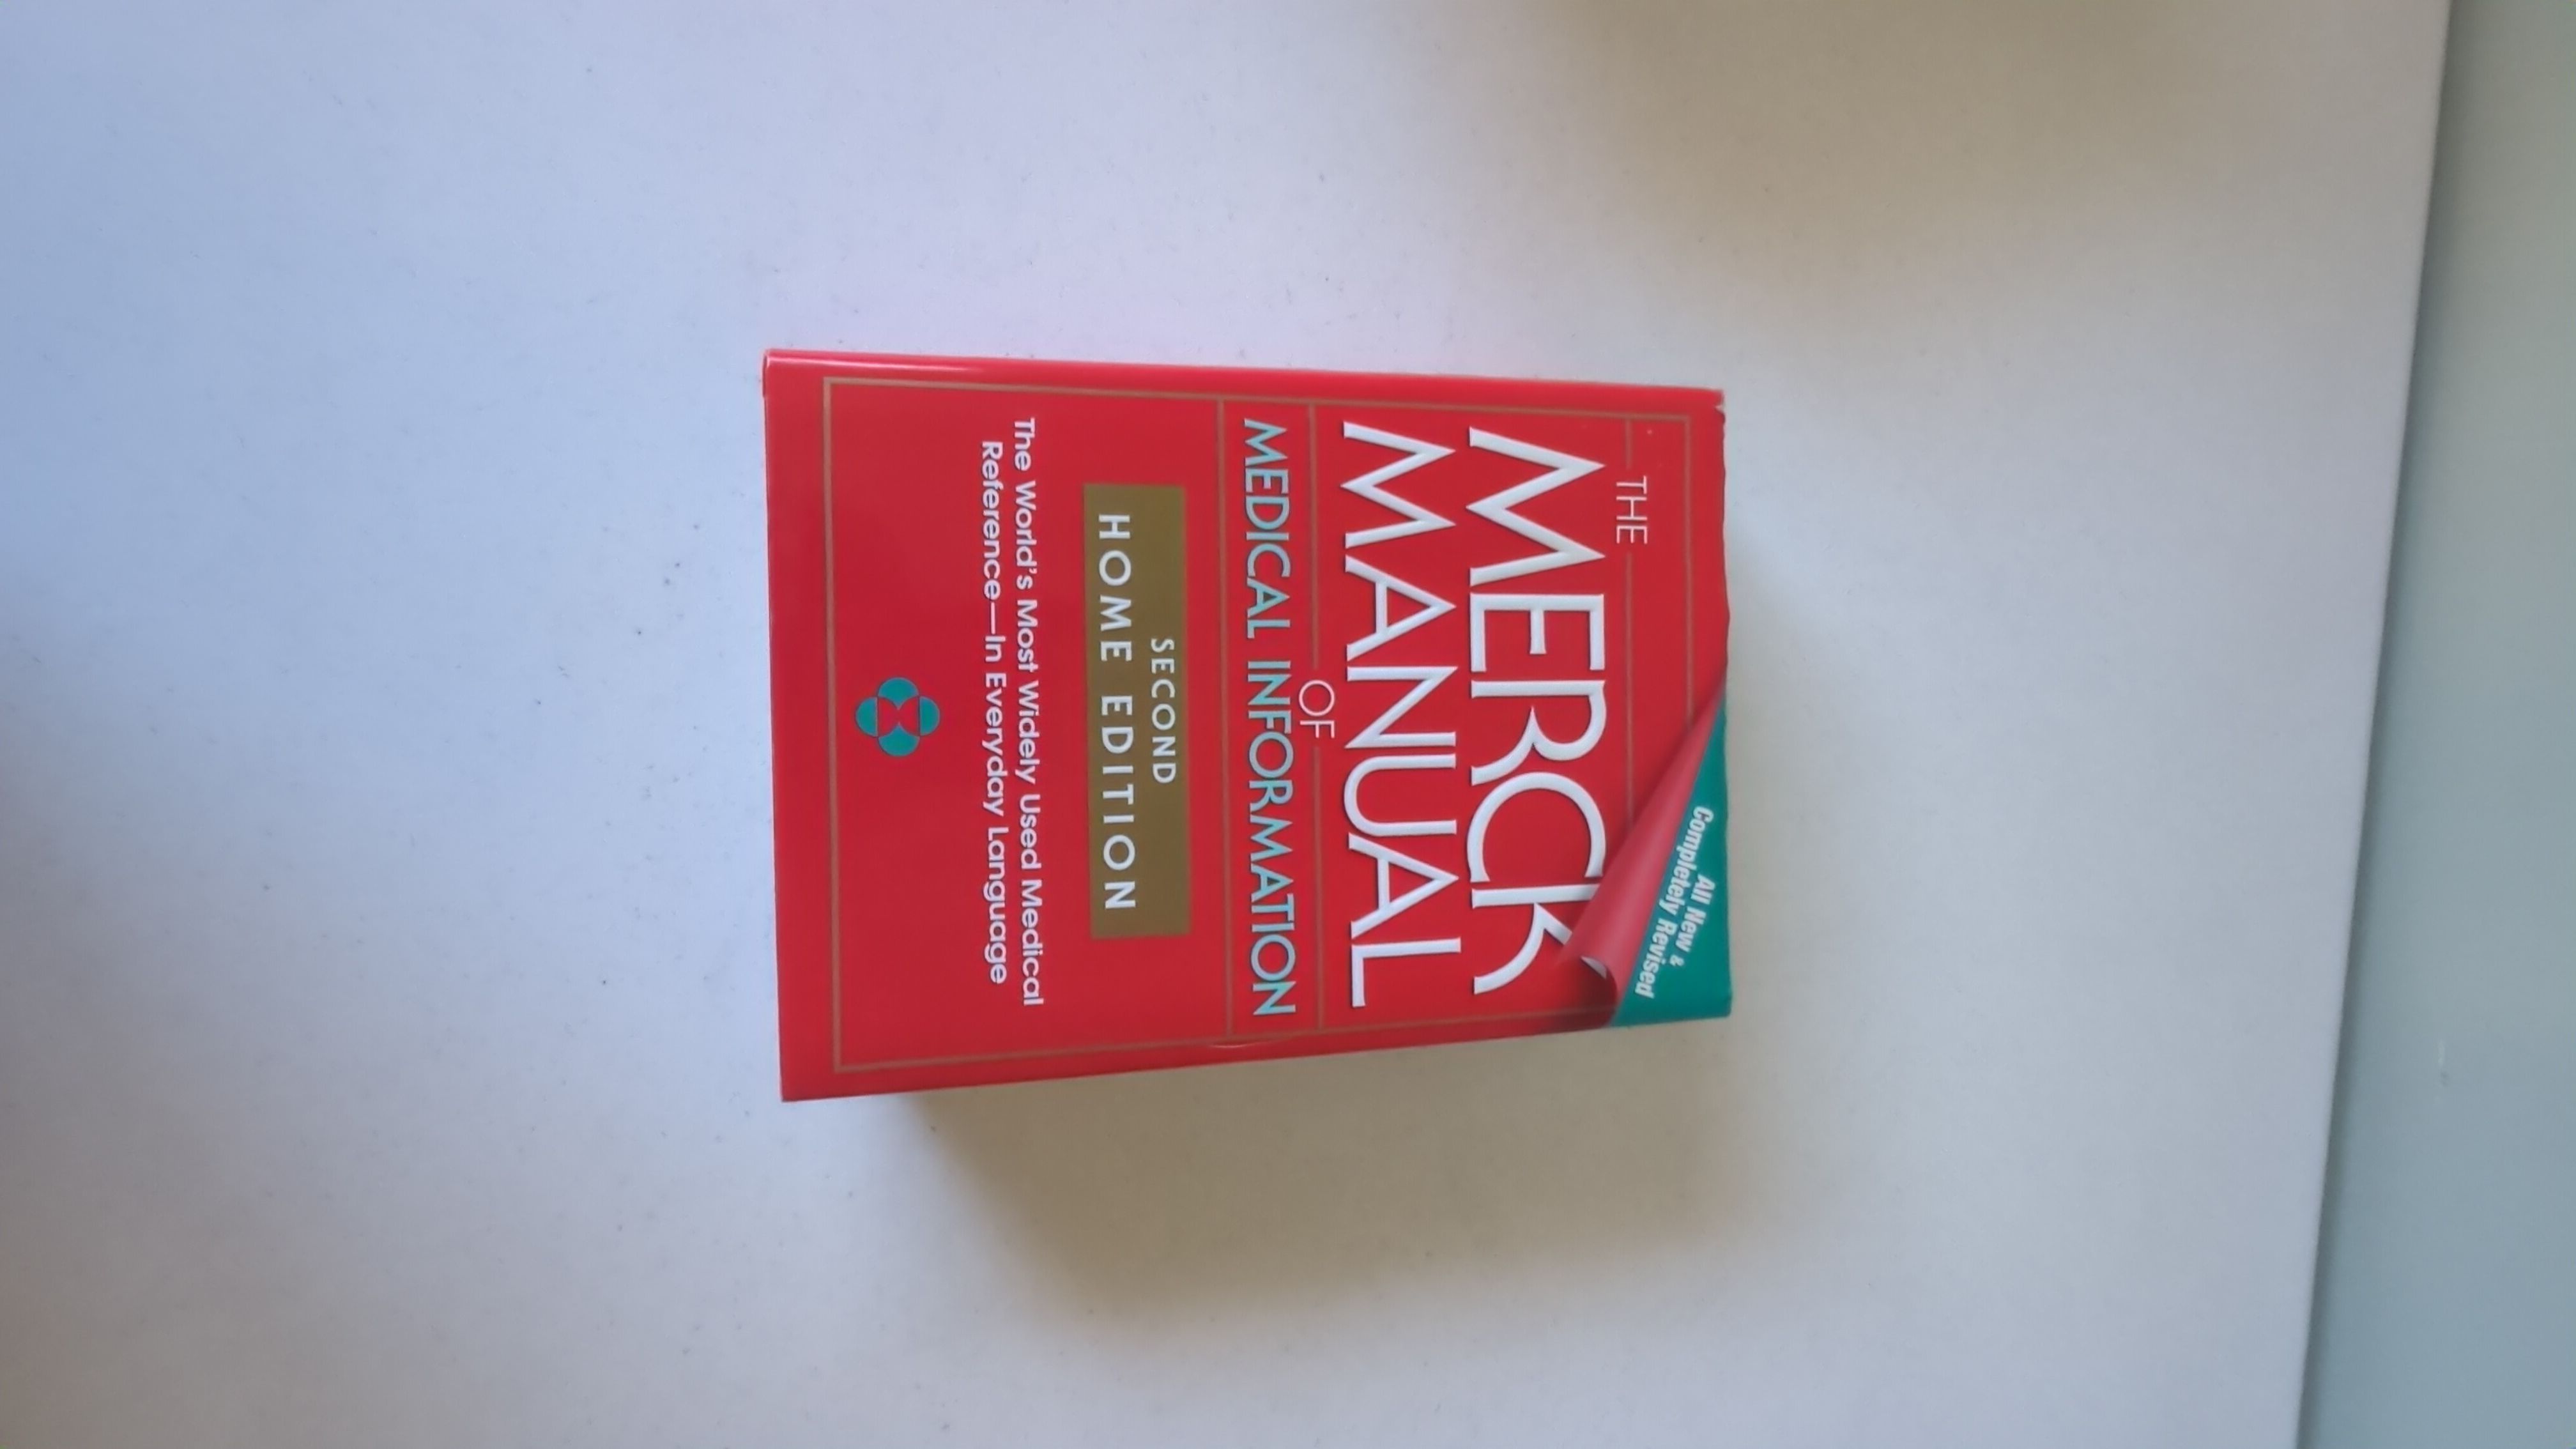 All New &
Completely Revised
THE
MERCK
MANUAL
OF
MEDICAL INFORMATION
SECOND
HOME EDITION
The World's Most Widely Used Medical
Reference—In Everyday Language